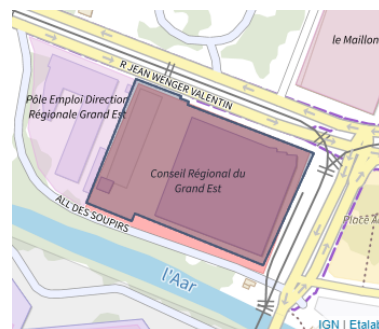 le Maillon
R JEAN WENGER VALENTIN
Pôle Emploi Direction
Régionale Grand Est
Conseil Régional du
Grand Est
ALL DES SOUPIRS
l'Aar
IGN | Etalab